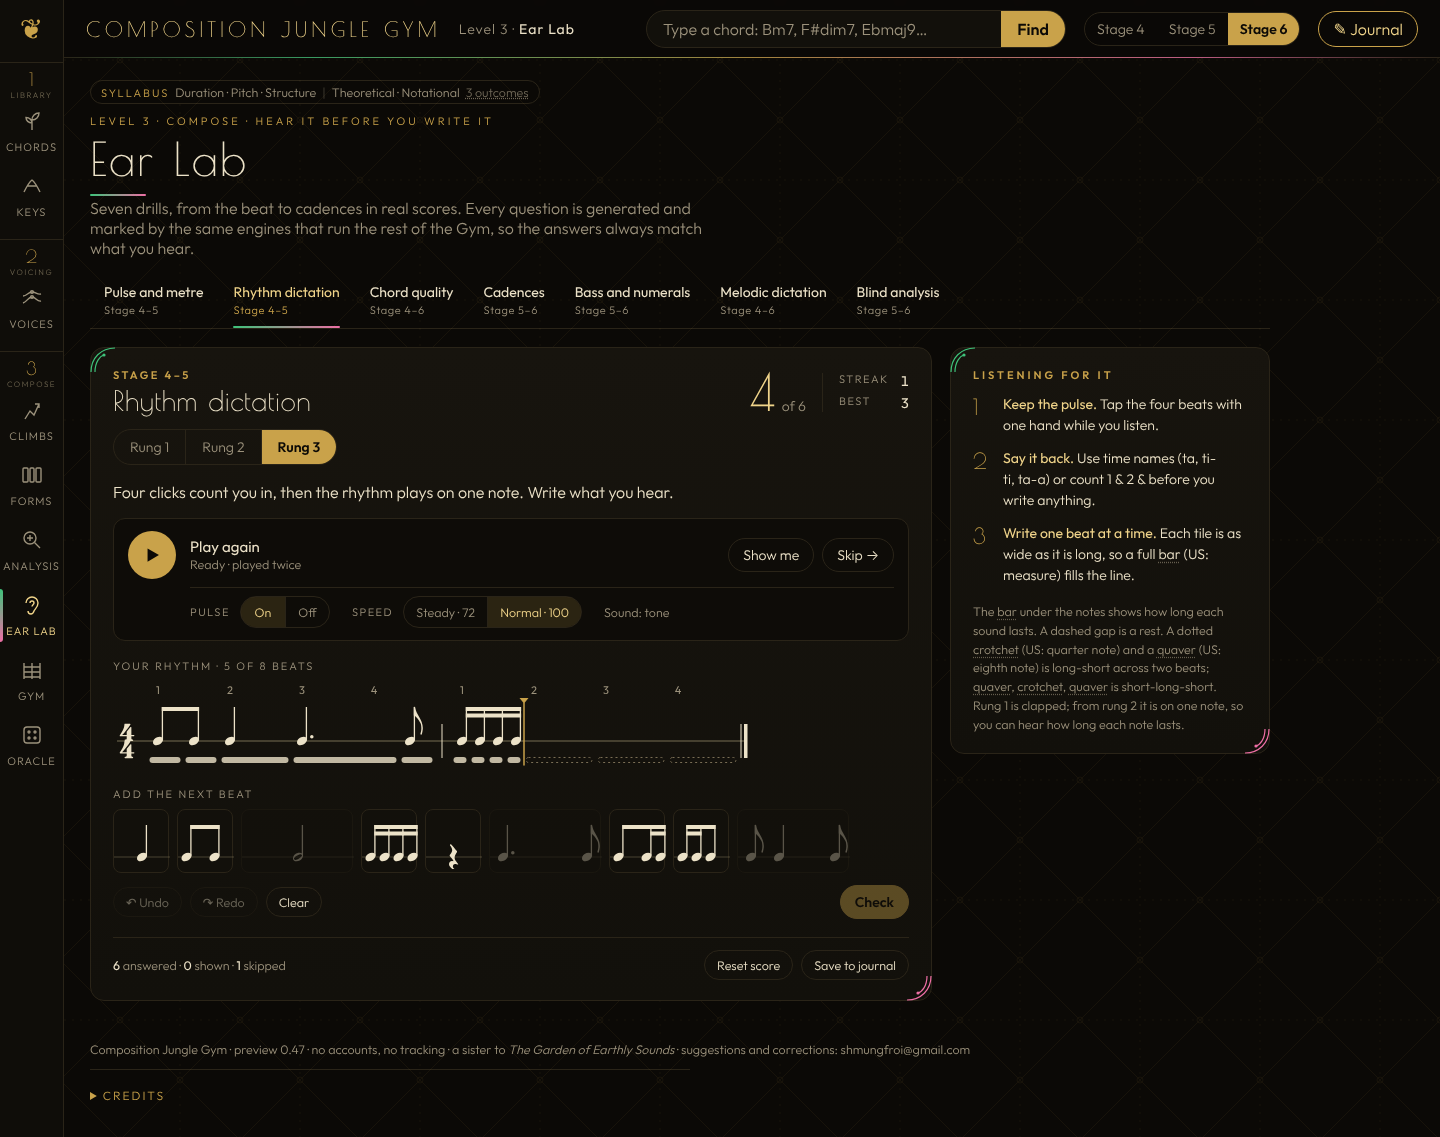 COMPOSITION JUNGLE GYM
Level 3 · Ear Lab
Type a chord: Bm7, F#dim7, Ebmaj9...
Find
Stage 4
Stage 5
Stage 6
✎ Journal
1
LIBRARY
CHORDS
KEYS
2
VOICING
VOICES
3
COMPOSE
CLIMBS
FORMS
ANALYSIS
EAR LAB
GYM
ORACLE
SYLLABUS Duration · Pitch · Structure | Theoretical · Notational 3 outcomes
LEVEL 3 · COMPOSE · HEAR IT BEFORE YOU WRITE IT
Ear Lab
Seven drills, from the beat to cadences in real scores. Every question is generated and
marked by the same engines that run the rest of the Gym, so the answers always match
what you hear.
Pulse and metre
Stage 4–5
Rhythm dictation
Stage 4–5
Chord quality
Stage 4–6
Cadences
Stage 5–6
Bass and numerals
Stage 5–6
Melodic dictation
Stage 4–6
Blind analysis
Stage 5–6
STAGE 4–5
Rhythm dictation
4 of 6
STREAK 1
BEST 3
Rung 1
Rung 2
Rung 3
Four clicks count you in, then the rhythm plays on one note. Write what you hear.
Play again
Ready · played twice
Show me
Skip →
PULSE On Off
SPEED Steady · 72 Normal · 100
Sound: tone
YOUR RHYTHM · 5 OF 8 BEATS
1 2 3 4 1 2 3 4
4
4
ADD THE NEXT BEAT
↶ Undo
↷ Redo
Clear
Check
6 answered · 0 shown · 1 skipped
Reset score
Save to journal
LISTENING FOR IT
1 Keep the pulse. Tap the four beats with
one hand while you listen.
2 Say it back. Use time names (ta, ti-
ti, ta-a) or count 1 & 2 & before you
write anything.
3 Write one beat at a time. Each tile is as
wide as it is long, so a full bar (US:
measure) fills the line.
The bar under the notes shows how long each
sound lasts. A dashed gap is a rest. A dotted
crotchet (US: quarter note) and a quaver (US:
eighth note) is long-short across two beats;
quaver, crotchet, quaver is short-long-short.
Rung 1 is clapped; from rung 2 it is on one note, so
you can hear how long each note lasts.
Composition Jungle Gym · preview 0.47 · no accounts, no tracking · a sister to The Garden of Earthly Sounds · suggestions and corrections: shmungfroi@gmail.com
▶ CREDITS